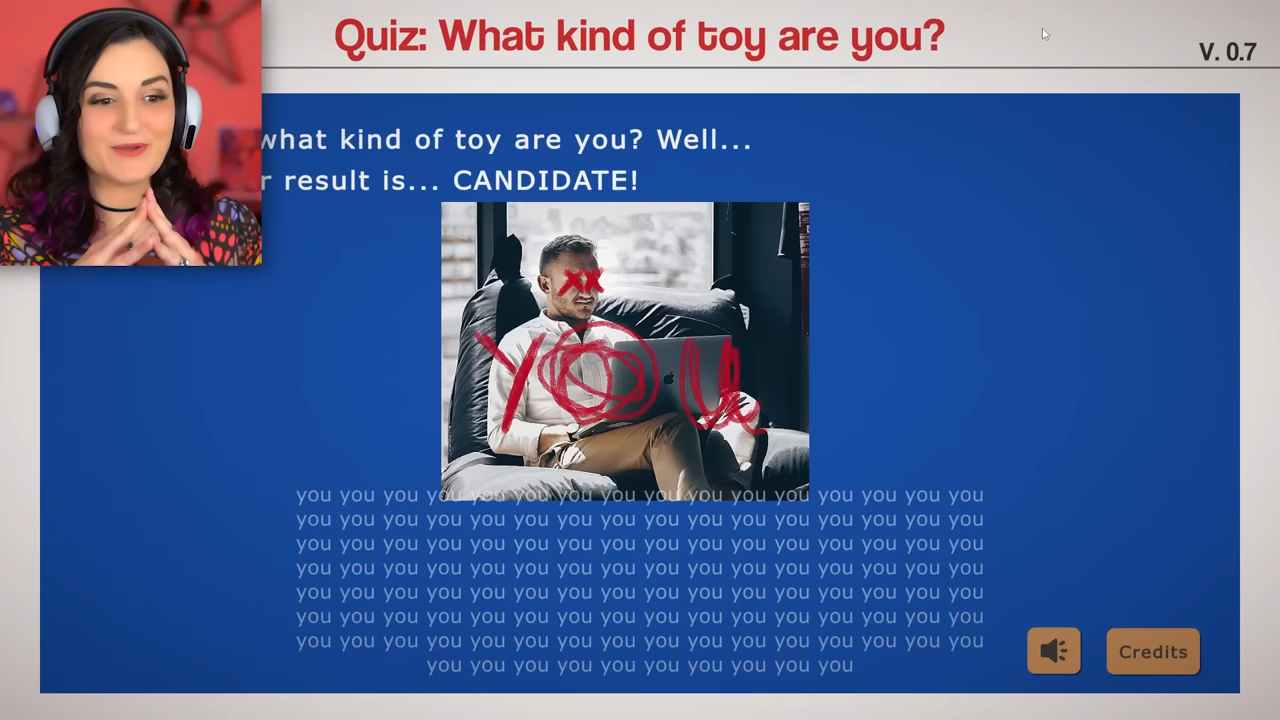 Quiz: What kind of toy are you?
V. 0.7
what kind of toy are you? Well...
r result is... CANDIDATE!
xx
YOU
you you you you you you you you you you you you you you you you
you you you you you you you you you you you you you you you you
you you you you you you you you you you you you you you you you
you you you you you you you you you you you you you you you you
you you you you you you you you you you you you you you you you
you you you you you you you you you you you you you you you you
you you you you you you you you you you you you you you you you
you you you you you you you you you you
Credits